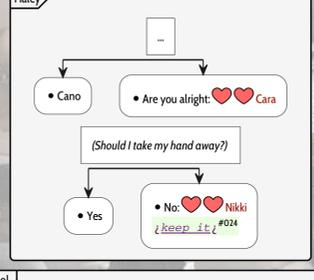 ...
• Cano
• Are you alright: Cara
(Should I take my hand away?)
• Yes
• No: Nikki
¿keep it¿#024